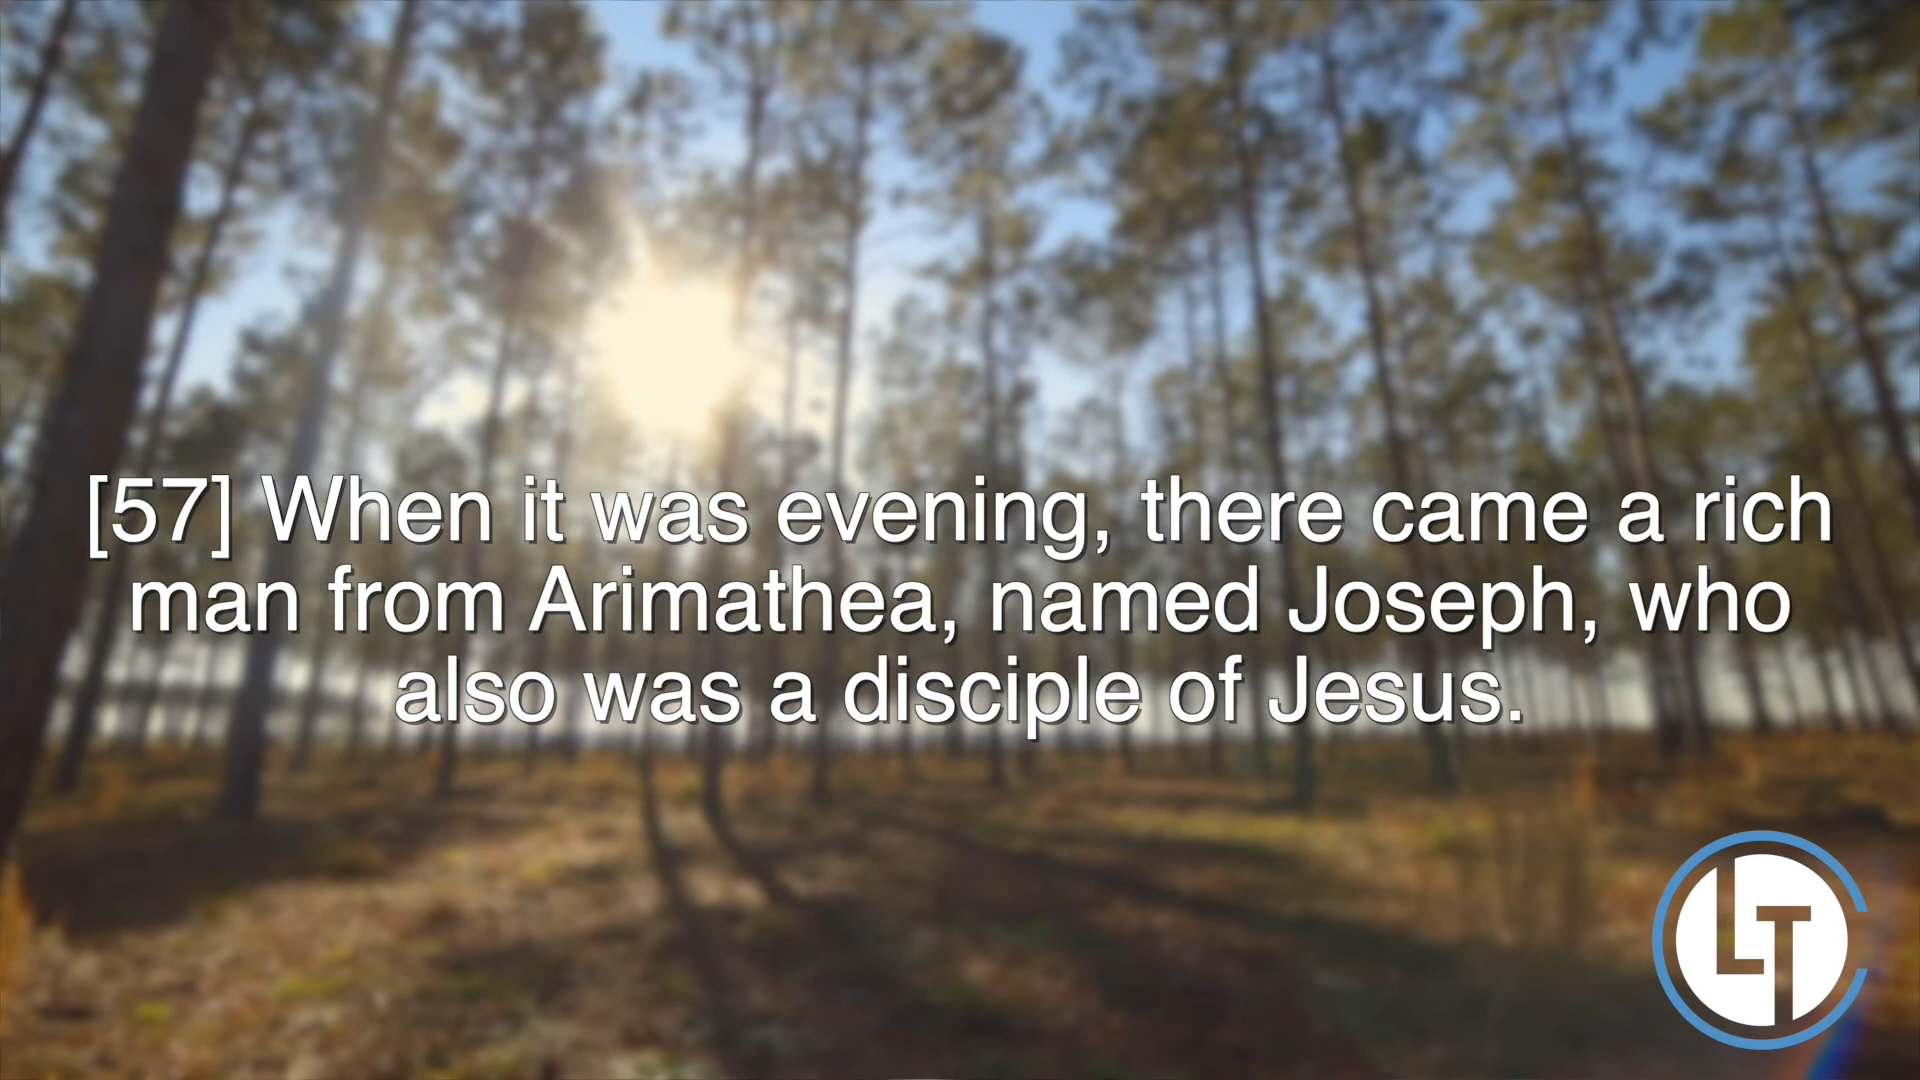 [57] When it was evening, there came a rich
man from Arimathea, named Joseph, who
also was a disciple of Jesus.
LT